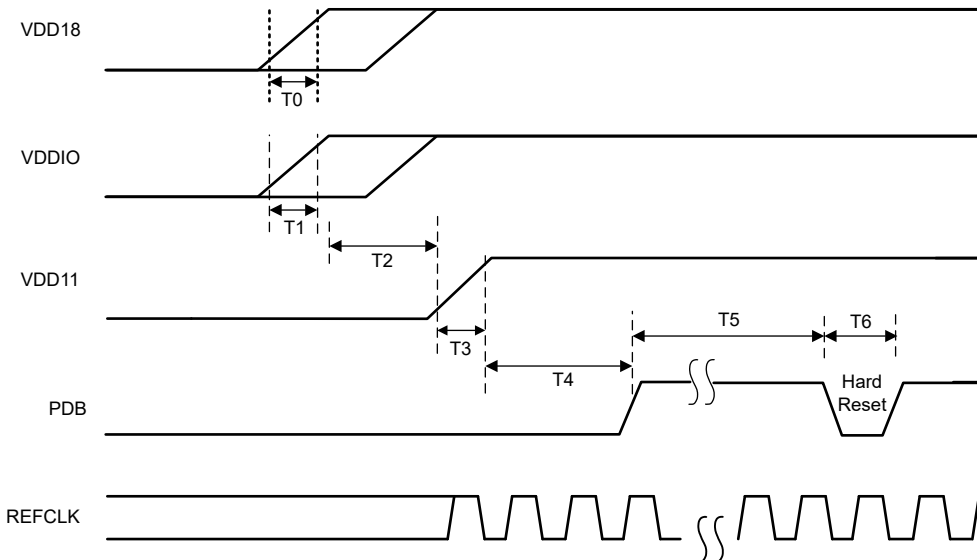 VDD18
T0
VDDIO
T1
T2
VDD11
T3
T4
T5
T6
PDB
Hard
Reset
REFCLK